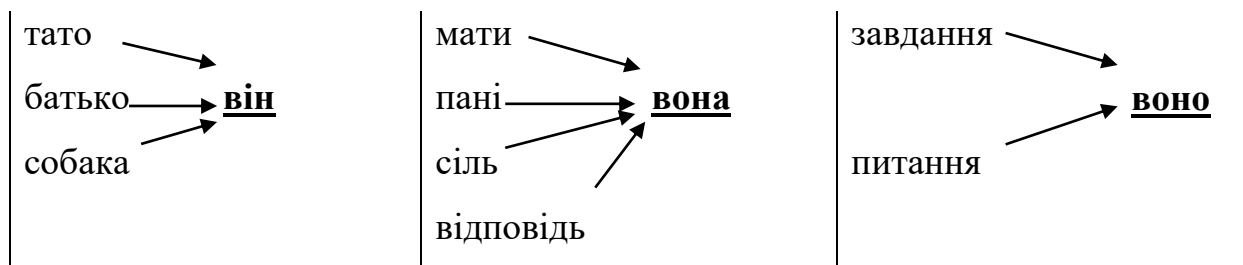 тато
батько він
собака
мати
пані вона
сіль
відповідь
завдання
воно
питання